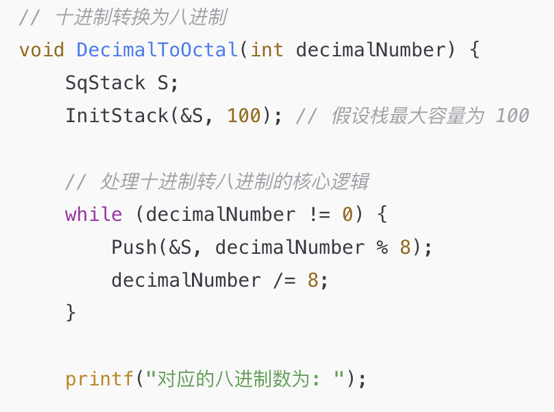 // 十进制转换为八进制
void DecimalToOctal(int decimalNumber) {
    SqStack S;
    InitStack(&S, 100); // 假设栈最大容量为 100

    // 处理十进制转八进制的核心逻辑
    while (decimalNumber != 0) {
        Push(&S, decimalNumber % 8);
        decimalNumber /= 8;
    }

    printf("对应的八进制数为: ");